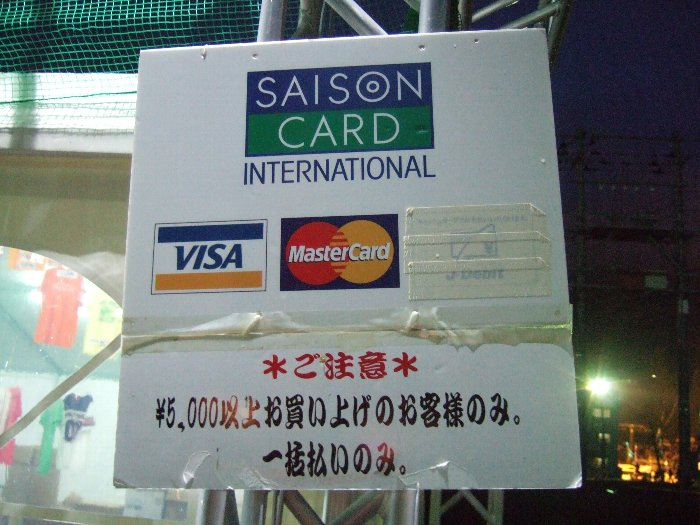 SAISON
CARD
INTERNATIONAL
VISA
MasterCard
J-Debit
*ご注意*
¥5,000以上お買い上げのお客様のみ。
一括払いのみ。